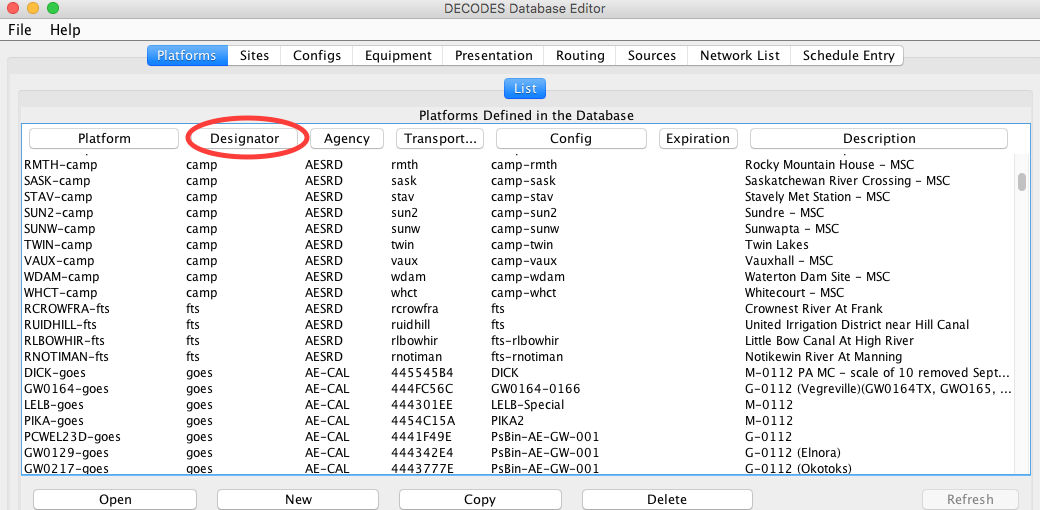 DECODES Database Editor
File Help
Platforms Sites Configs Equipment Presentation Routing Sources Network List Schedule Entry
List
Platforms Defined in the Database
Platform Designator Agency Transport... Config Expiration Description
RMTH-camp camp AESRD rmth camp-rmth Rocky Mountain House - MSC
SASK-camp camp AESRD sask camp-sask Saskatchewan River Crossing - MSC
STAV-camp camp AESRD stav camp-stav Stavely Met Station - MSC
SUN2-camp camp AESRD sun2 camp-sun2 Sundre - MSC
SUNW-camp camp AESRD sunw camp-sunw Sunwapta - MSC
TWIN-camp camp AESRD twin camp-twin Twin Lakes
VAUX-camp camp AESRD vaux camp-vaux Vauxhall - MSC
WDAM-camp camp AESRD wdam camp-wdam Waterton Dam Site - MSC
WHCT-camp camp AESRD whct camp-whct Whitecourt - MSC
RCROWFRA-fts fts AESRD rcrowfra fts Crownest River At Frank
RUIDHILL-fts fts AESRD ruidhill fts United Irrigation District near Hill Canal
RLBOWHIR-fts fts AESRD rlbowhir fts-rlbowhir Little Bow Canal At High River
RNOTIMAN-fts fts AESRD rnotiman fts-rnotiman Notikewin River At Manning
DICK-goes goes AE-CAL 445545B4 DICK M-0112 PA MC - scale of 10 removed Sept...
GW0164-goes goes AE-CAL 444FC56C GW0164-0166 G-0112 (Vegreville)(GW0164TX, GWO165, ...
LELB-goes goes AE-CAL 444301EE LELB-Special M-0112
PIKA-goes goes AE-CAL 4454C15A PIKA2 M-0112
PCWEL23D-goes goes AE-CAL 4441F49E PsBin-AE-GW-001 G-0112
GW0129-goes goes AE-CAL 444342E4 PsBin-AE-GW-001 G-0112 (Elnora)
GW0217-goes goes AE-CAL 4443777E PsBin-AE-GW-001 G-0112 (Okotoks)
Open New Copy Delete Refresh